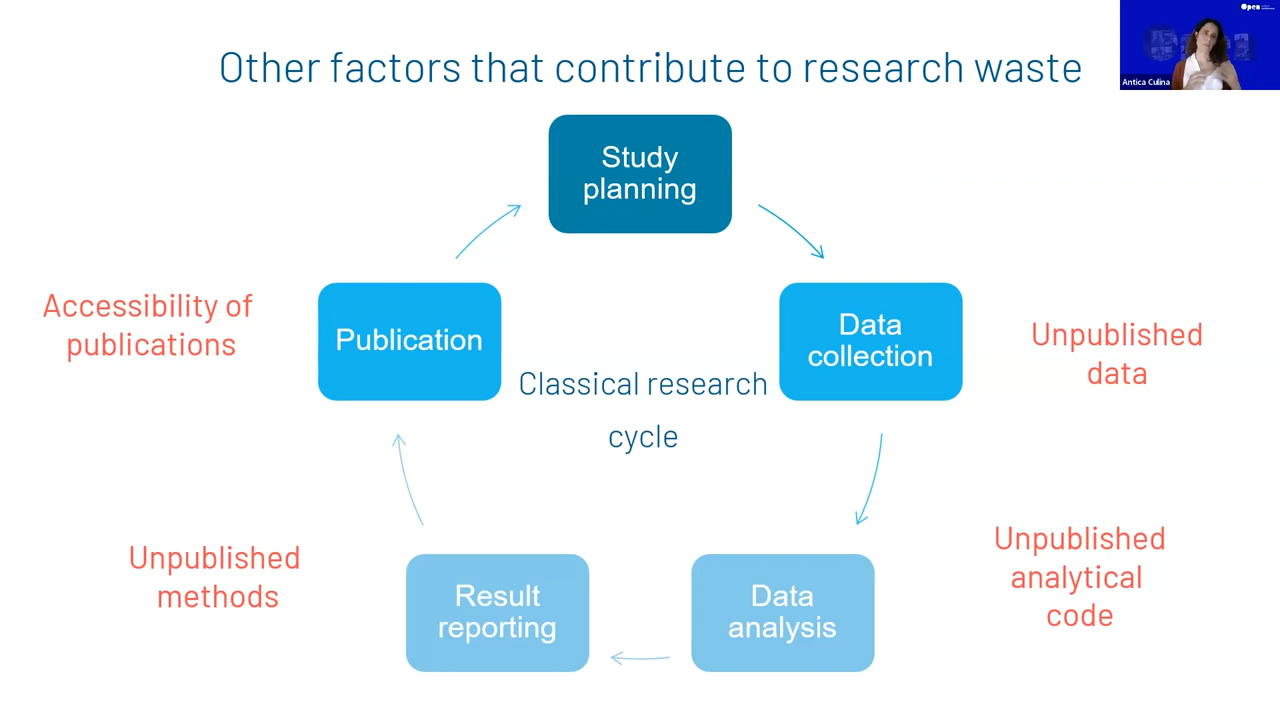 Other factors that contribute to research waste
Open
Antica Culina
Study
planning
Accessibility of
publications
Publication
Data
collection
Unpublished
data
Classical research
cycle
Unpublished
methods
Result
reporting
Data
analysis
Unpublished
analytical
code